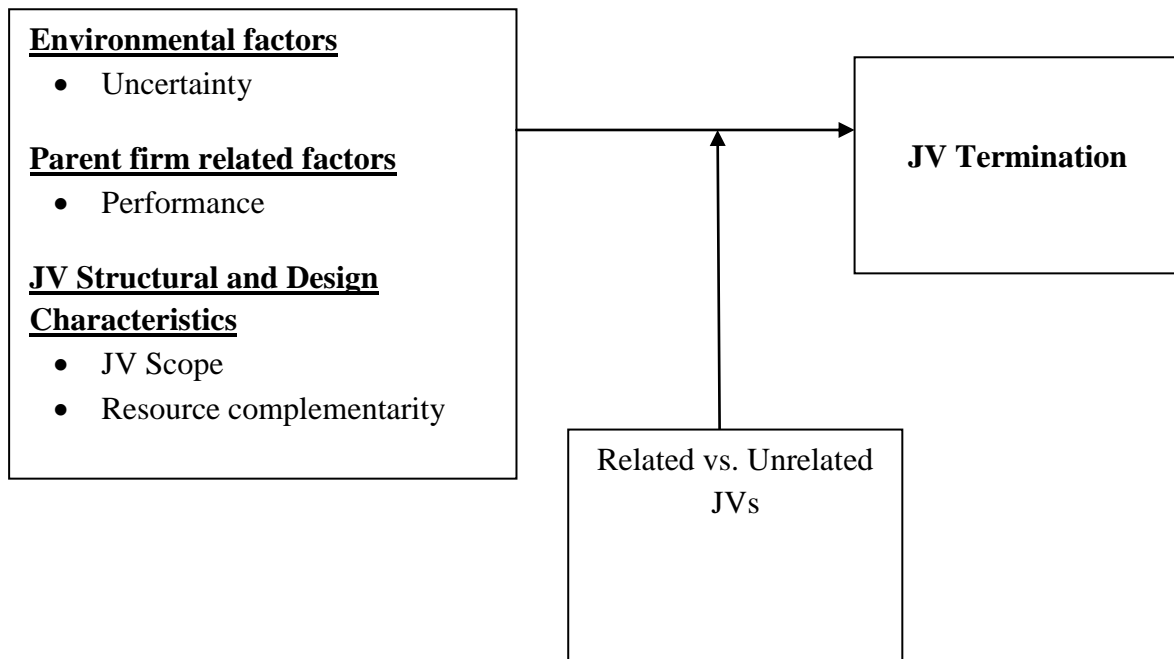 Environmental factors
• Uncertainty
Parent firm related factors
• Performance
JV Structural and Design
Characteristics
• JV Scope
• Resource complementarity
JV Termination
Related vs. Unrelated
JVs